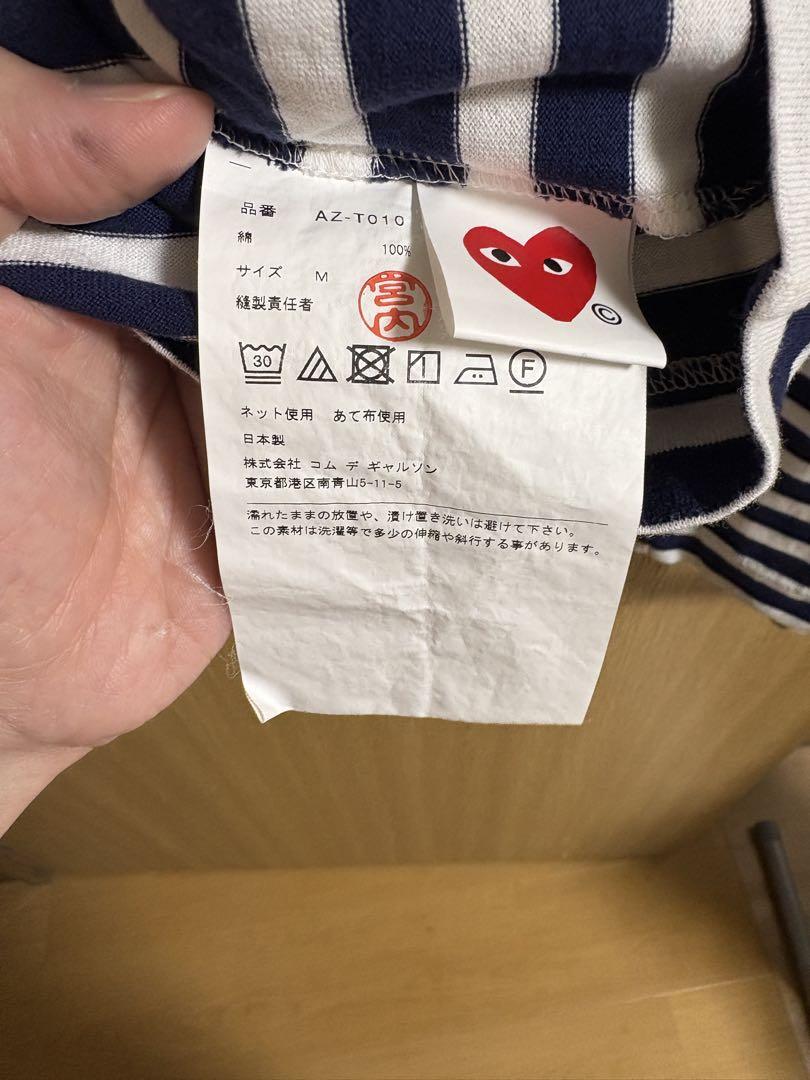 品番 AZ-T010
綿 100%
サイズ M
縫製責任者 宮内
30 1 F
ネット使用 あて布使用
日本製
株式会社 コム デ ギャルソン
東京都港区南青山5-11-5
濡れたままの放置や、漬け置き洗いは避けて下さい。
この素材は洗濯等で多少の伸縮や斜行する事があります。
©